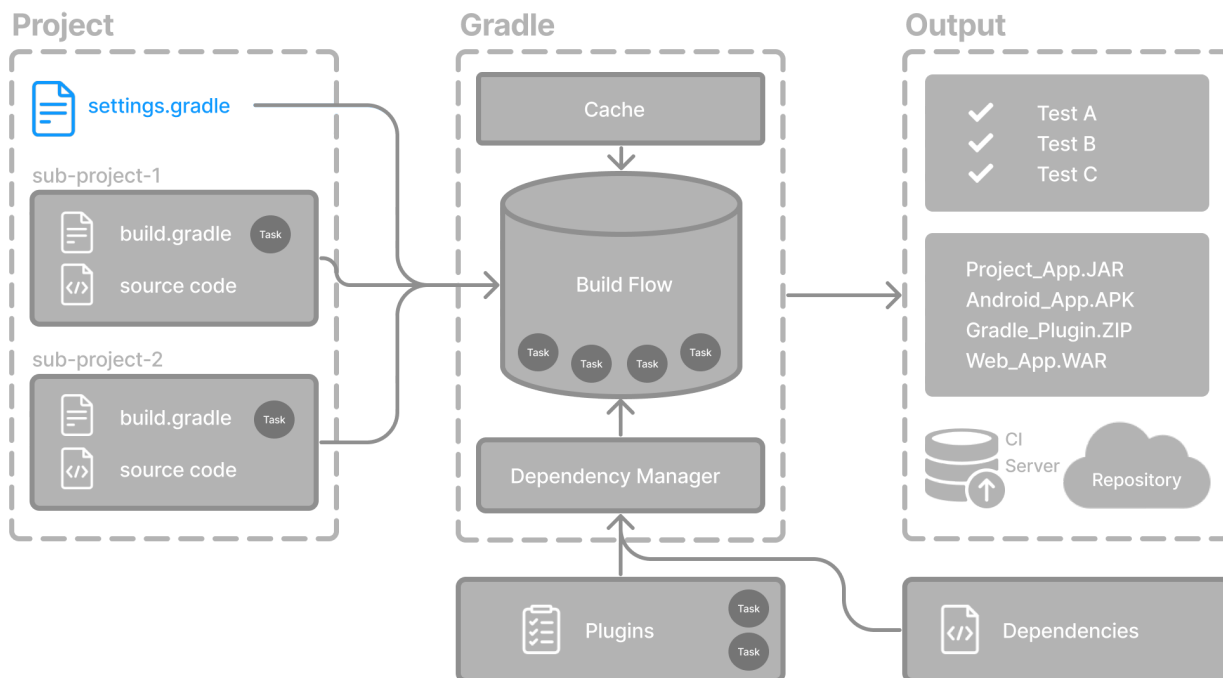 Project
settings.gradle
sub-project-1
build.gradle
Task
source code
sub-project-2
build.gradle
Task
source code
Gradle
Cache
Build Flow
Task
Task
Task
Task
Dependency Manager
Plugins
Task
Task
Output
Test A
Test B
Test C
Project_App.JAR
Android_App.APK
Gradle_Plugin.ZIP
Web_App.WAR
CI
Server
Repository
Dependencies